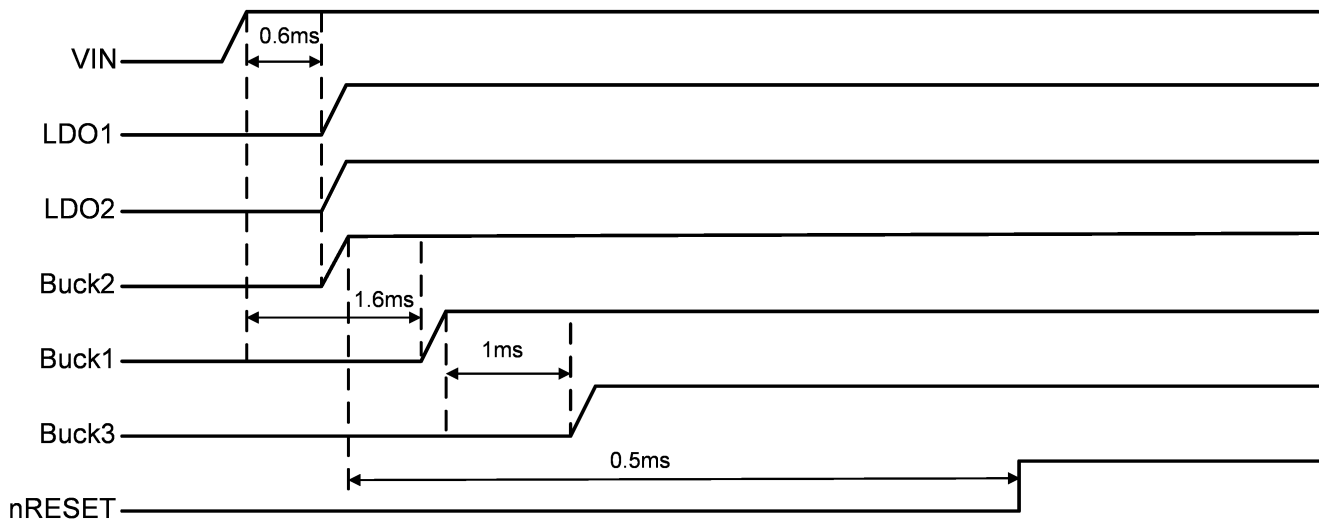 0.6ms
VIN
LDO1
LDO2
Buck2
1.6ms
Buck1
1ms
Buck3
0.5ms
nRESET